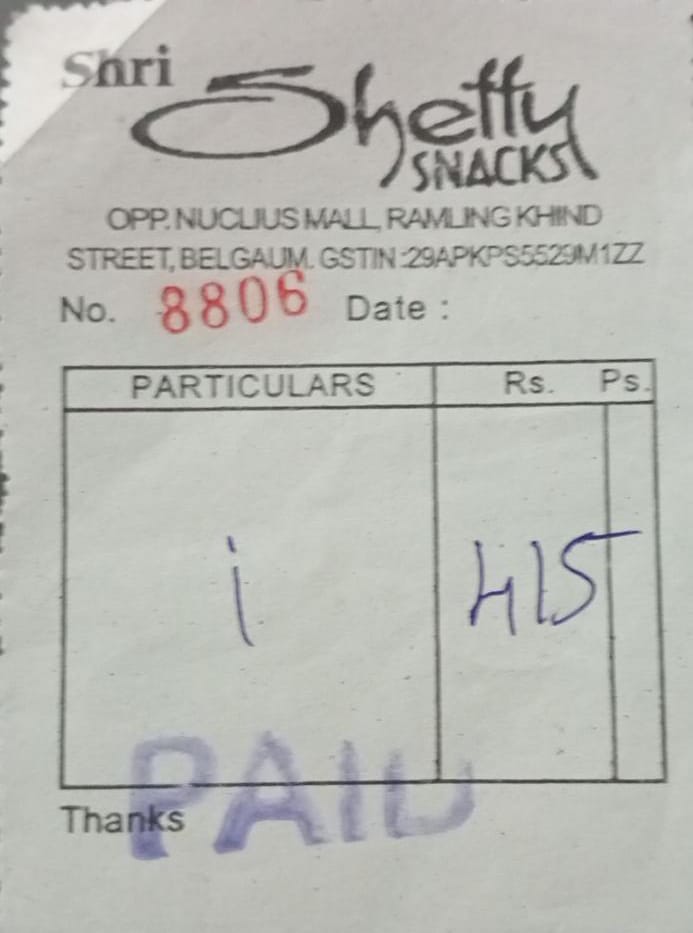 Shri Shetty
SNACKS
OPP. NUCLIUS MALL, RAMLING KHIND
STREET, BELGAUM. GSTIN :29APKPS5529M1ZZ
No. 8806 Date :
PARTICULARS Rs. Ps.
i 415
PAID
Thanks